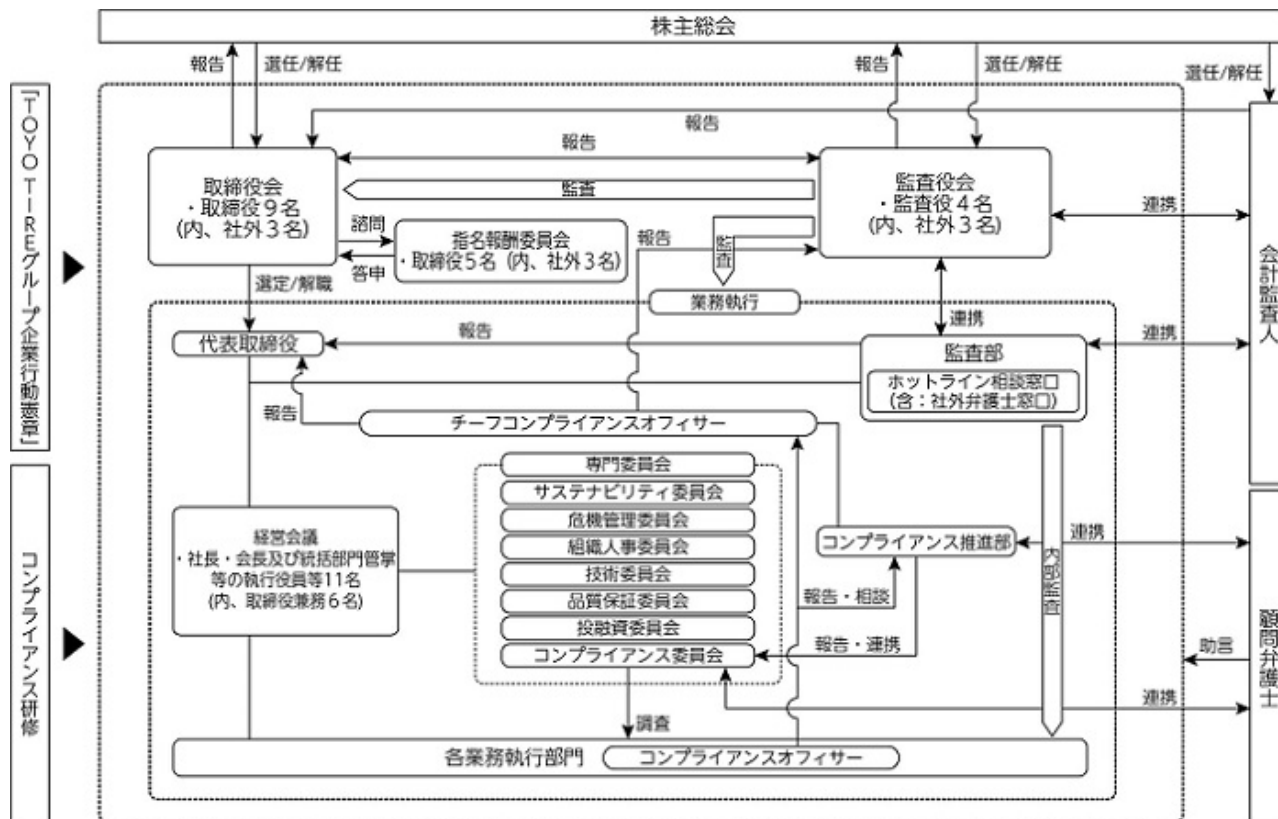 株主総会
報告
選任/解任
報告
選任/解任
選任/解任
『TOYO TIREグループ企業行動憲章』
コンプライアンス研修
報告
報告
取締役会
・取締役９名
(内、社外３名)
監査
監査役会
・監査役４名
(内、社外３名)
連携
会計監査人
諮問
答申
指名報酬委員会
・取締役５名 (内、社外３名)
報告
監査
選定/解職
業務執行
連携
代表取締役
報告
監査部
ホットライン相談窓口
(含：社外弁護士窓口)
連携
報告
チーフコンプライアンスオフィサー
専門委員会
サステナビリティ委員会
危機管理委員会
組織人事委員会
技術委員会
品質保証委員会
投融資委員会
コンプライアンス委員会
経営会議
・社長・会長及び統括部門管掌
等の執行役員等11名
(内、取締役兼務６名)
コンプライアンス推進部
連携
内部監査
報告・相談
報告・連携
顧問弁護士
助言
連携
調査
各業務執行部門
コンプライアンスオフィサー